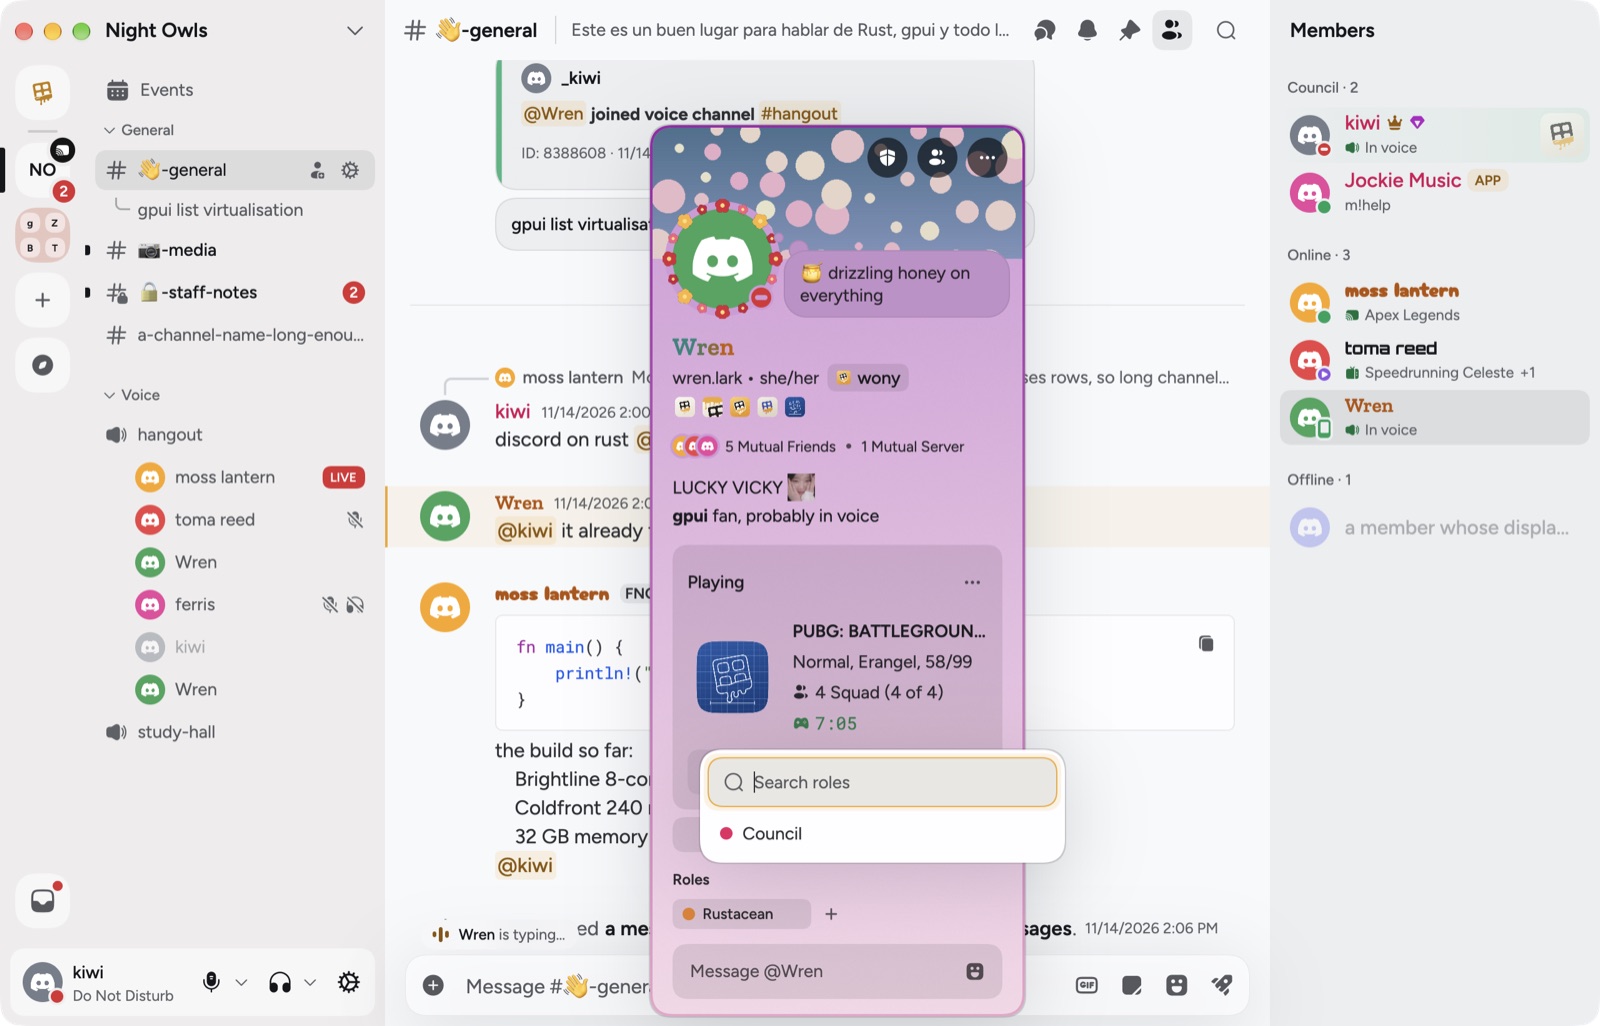 Night Owls
Events
General
👋-general
gpui list virtualisation
📷-media
🔒-staff-notes
2
a-channel-name-long-enou...
Voice
hangout
moss lantern
LIVE
toma reed
Wren
ferris
kiwi
Wren
study-hall
NO
2
g Z
B T
kiwi
Do Not Disturb
👋-general
Este es un buen lugar para hablar de Rust, gpui y todo l...
_kiwi
@Wren joined voice channel #hangout
ID: 8388608 · 11/14
gpui list virtualisa
moss lantern
ses rows, so long channel...
kiwi 11/14/2026 2:00
discord on rust @
Wren 11/14/2026 2:0
@kiwi it already
moss lantern
fn main() {
println!("
}
the build so far:
Brightline 8-co
Coldfront 240
32 GB memory
@kiwi
Wren is typing...
ed a me
sages. 11/14/2026 2:06 PM
Message #👋-gener
GIF
🍯 drizzling honey on
everything
Wren
wren.lark • she/her wony
5 Mutual Friends • 1 Mutual Server
LUCKY VICKY
gpui fan, probably in voice
Playing
PUBG: BATTLEGROUN...
Normal, Erangel, 58/99
4 Squad (4 of 4)
7:05
Search roles
Council
Roles
Rustacean
Message @Wren
Members
Council · 2
kiwi
In voice
Jockie Music APP
m!help
Online · 3
moss lantern
Apex Legends
toma reed
Speedrunning Celeste +1
Wren
In voice
Offline · 1
a member whose displa...